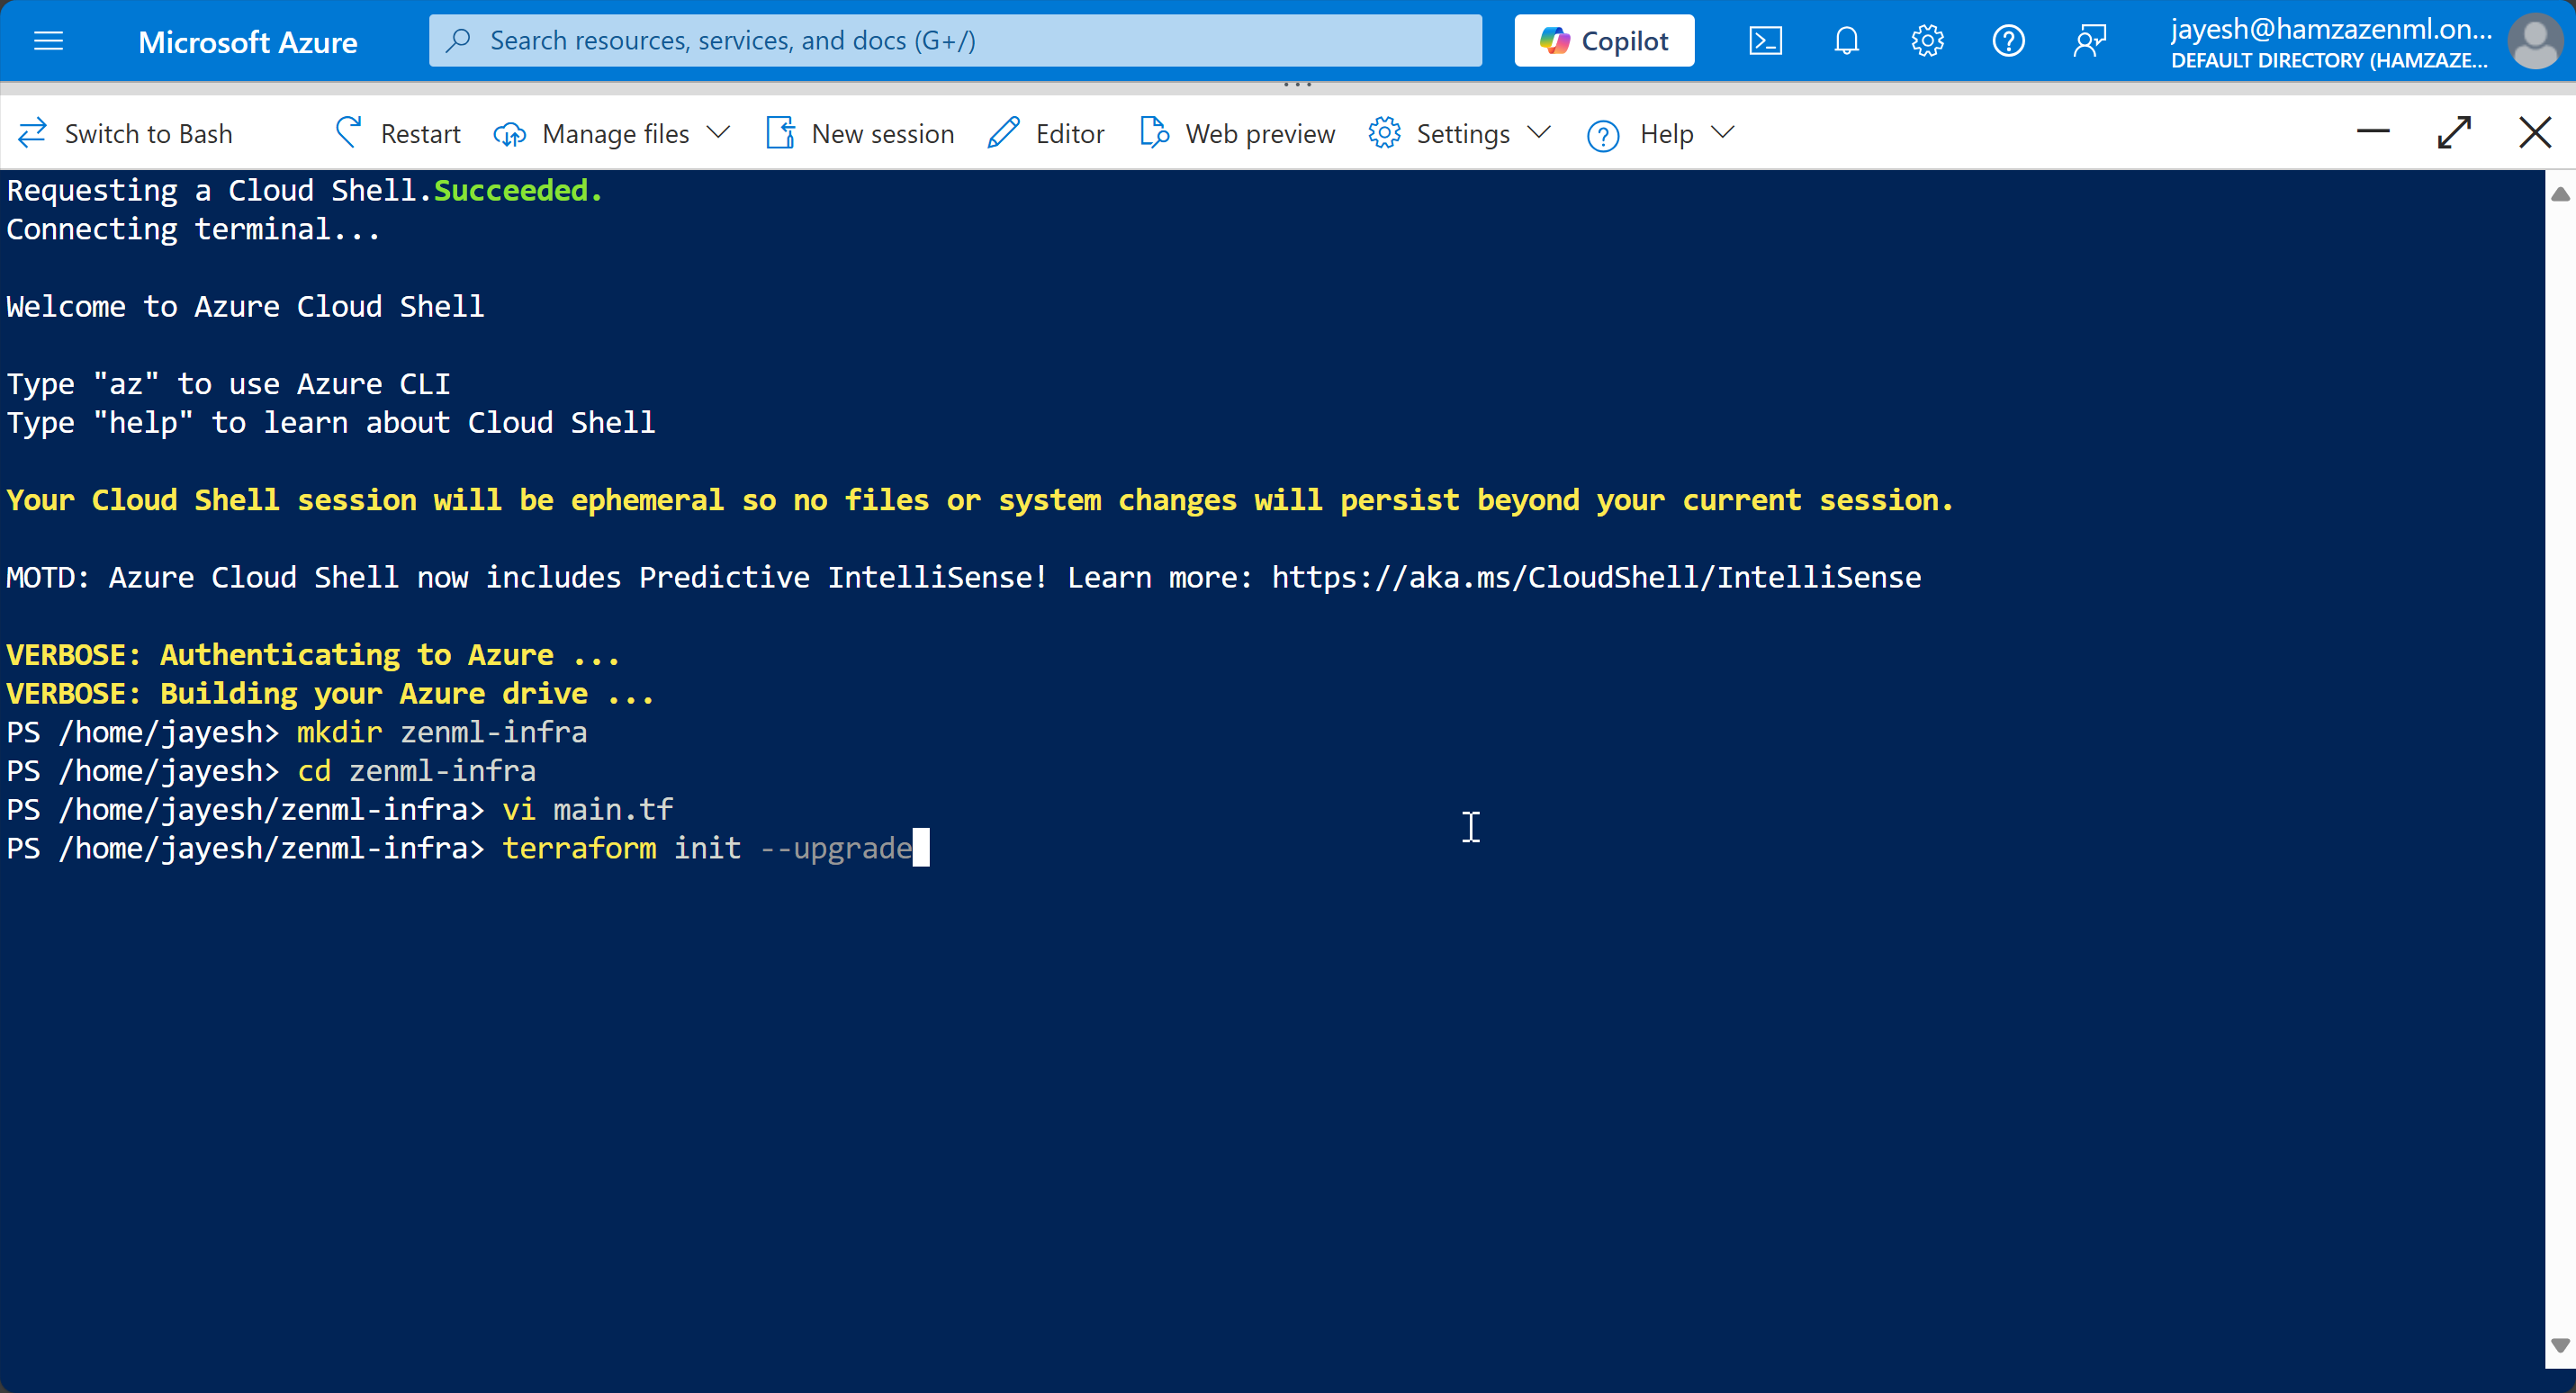 Microsoft Azure
Search resources, services, and docs (G+/)
Copilot
jayesh@hamzazenml.on...
DEFAULT DIRECTORY (HAMZAZE...
Switch to Bash
Restart
Manage files
New session
Editor
Web preview
Settings
Help
Requesting a Cloud Shell.Succeeded.
Connecting terminal...
Welcome to Azure Cloud Shell
Type "az" to use Azure CLI
Type "help" to learn about Cloud Shell
Your Cloud Shell session will be ephemeral so no files or system changes will persist beyond your current session.
MOTD: Azure Cloud Shell now includes Predictive IntelliSense! Learn more: https://aka.ms/CloudShell/IntelliSense
VERBOSE: Authenticating to Azure ...
VERBOSE: Building your Azure drive ...
PS /home/jayesh> mkdir zenml-infra
PS /home/jayesh> cd zenml-infra
PS /home/jayesh/zenml-infra> vi main.tf
PS /home/jayesh/zenml-infra> terraform init --upgrade